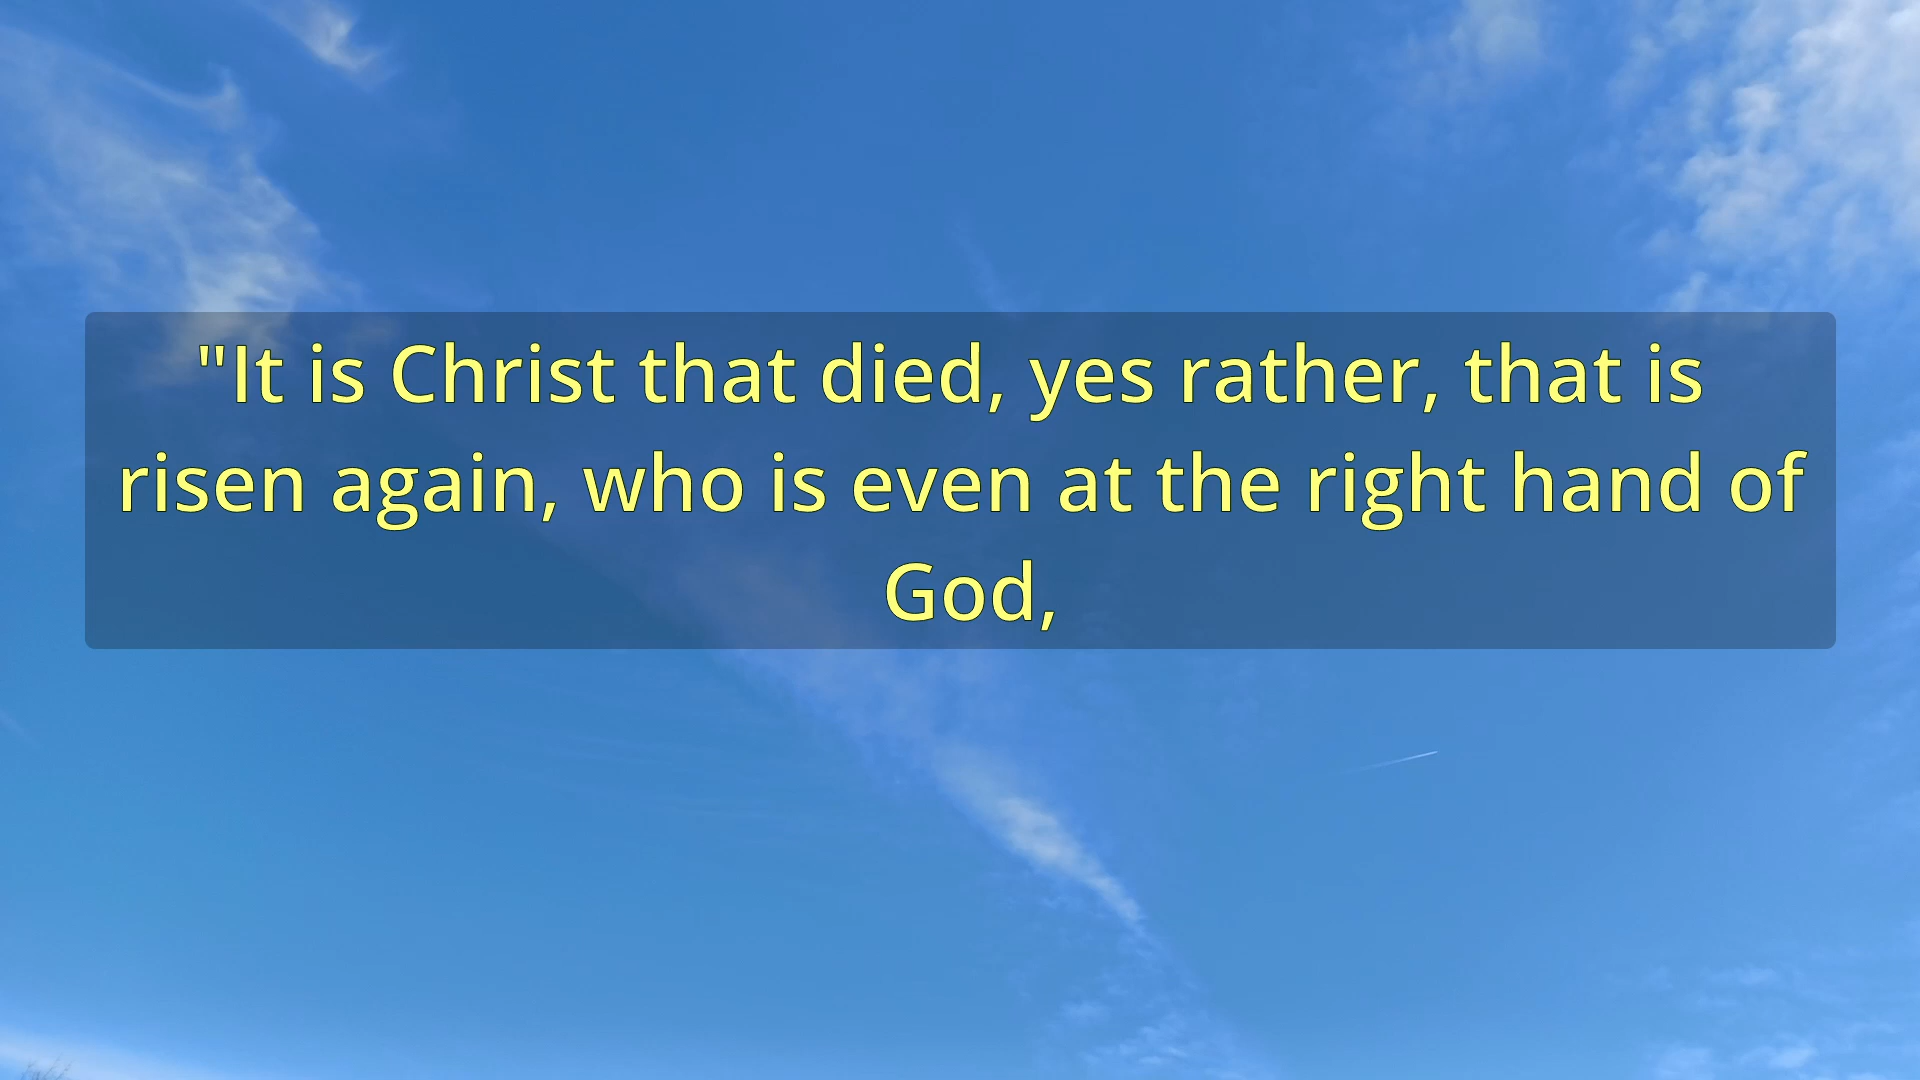 "It is Christ that died, yes rather, that is
risen again, who is even at the right hand of
God,